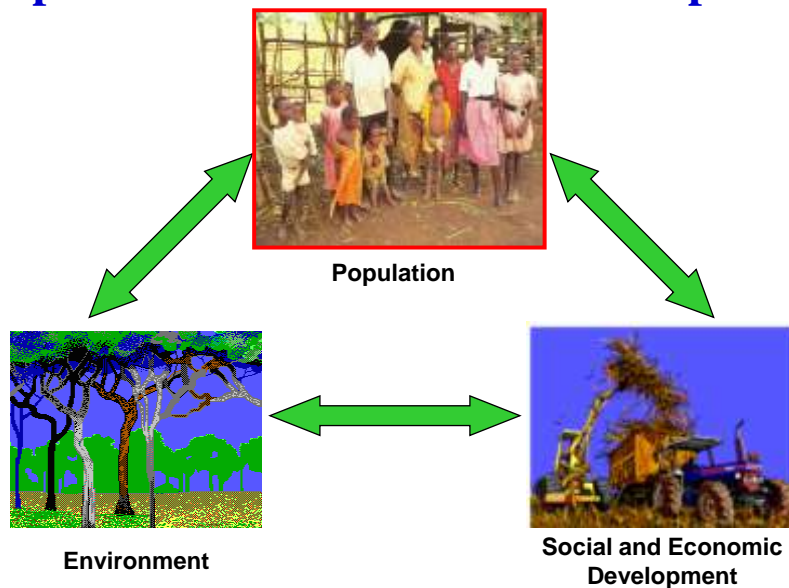 Population
Environment
Social and Economic
Development